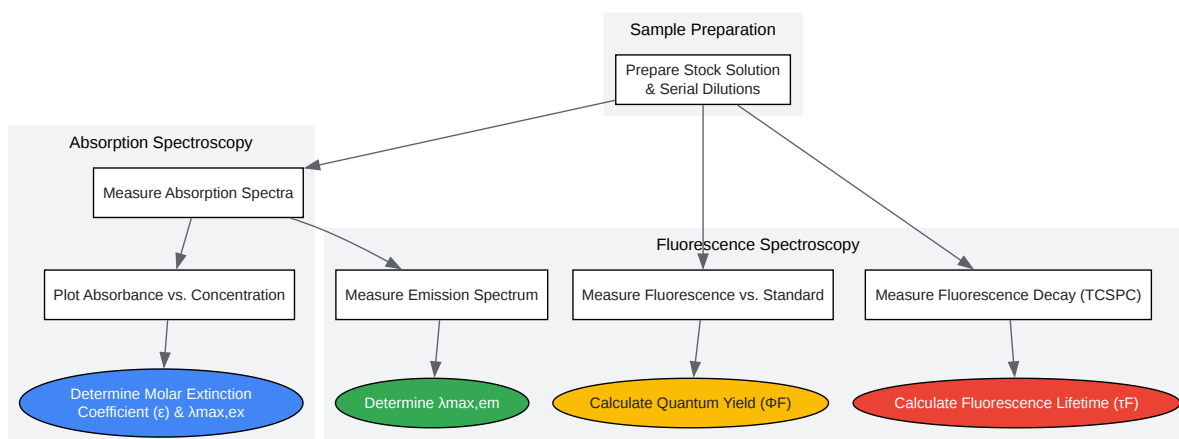 Sample Preparation
Prepare Stock Solution
& Serial Dilutions
Absorption Spectroscopy
Measure Absorption Spectra
Fluorescence Spectroscopy
Plot Absorbance vs. Concentration
Measure Emission Spectrum
Measure Fluorescence vs. Standard
Measure Fluorescence Decay (TCSPC)
Determine Molar Extinction
Coefficient (ε) & λmax,ex
Determine λmax,em
Calculate Quantum Yield (ΦF)
Calculate Fluorescence Lifetime (τF)